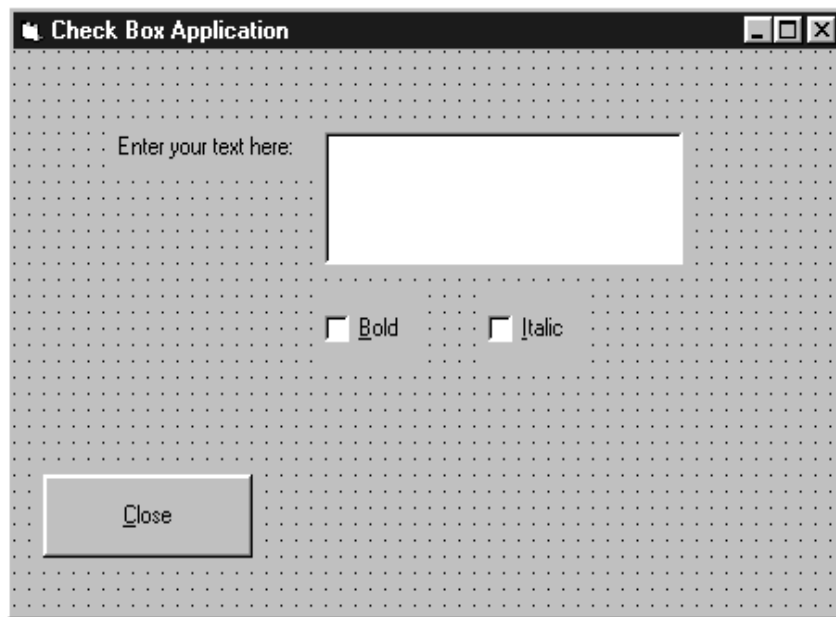 Check Box Application
Enter your text here:
Bold
Italic
Close